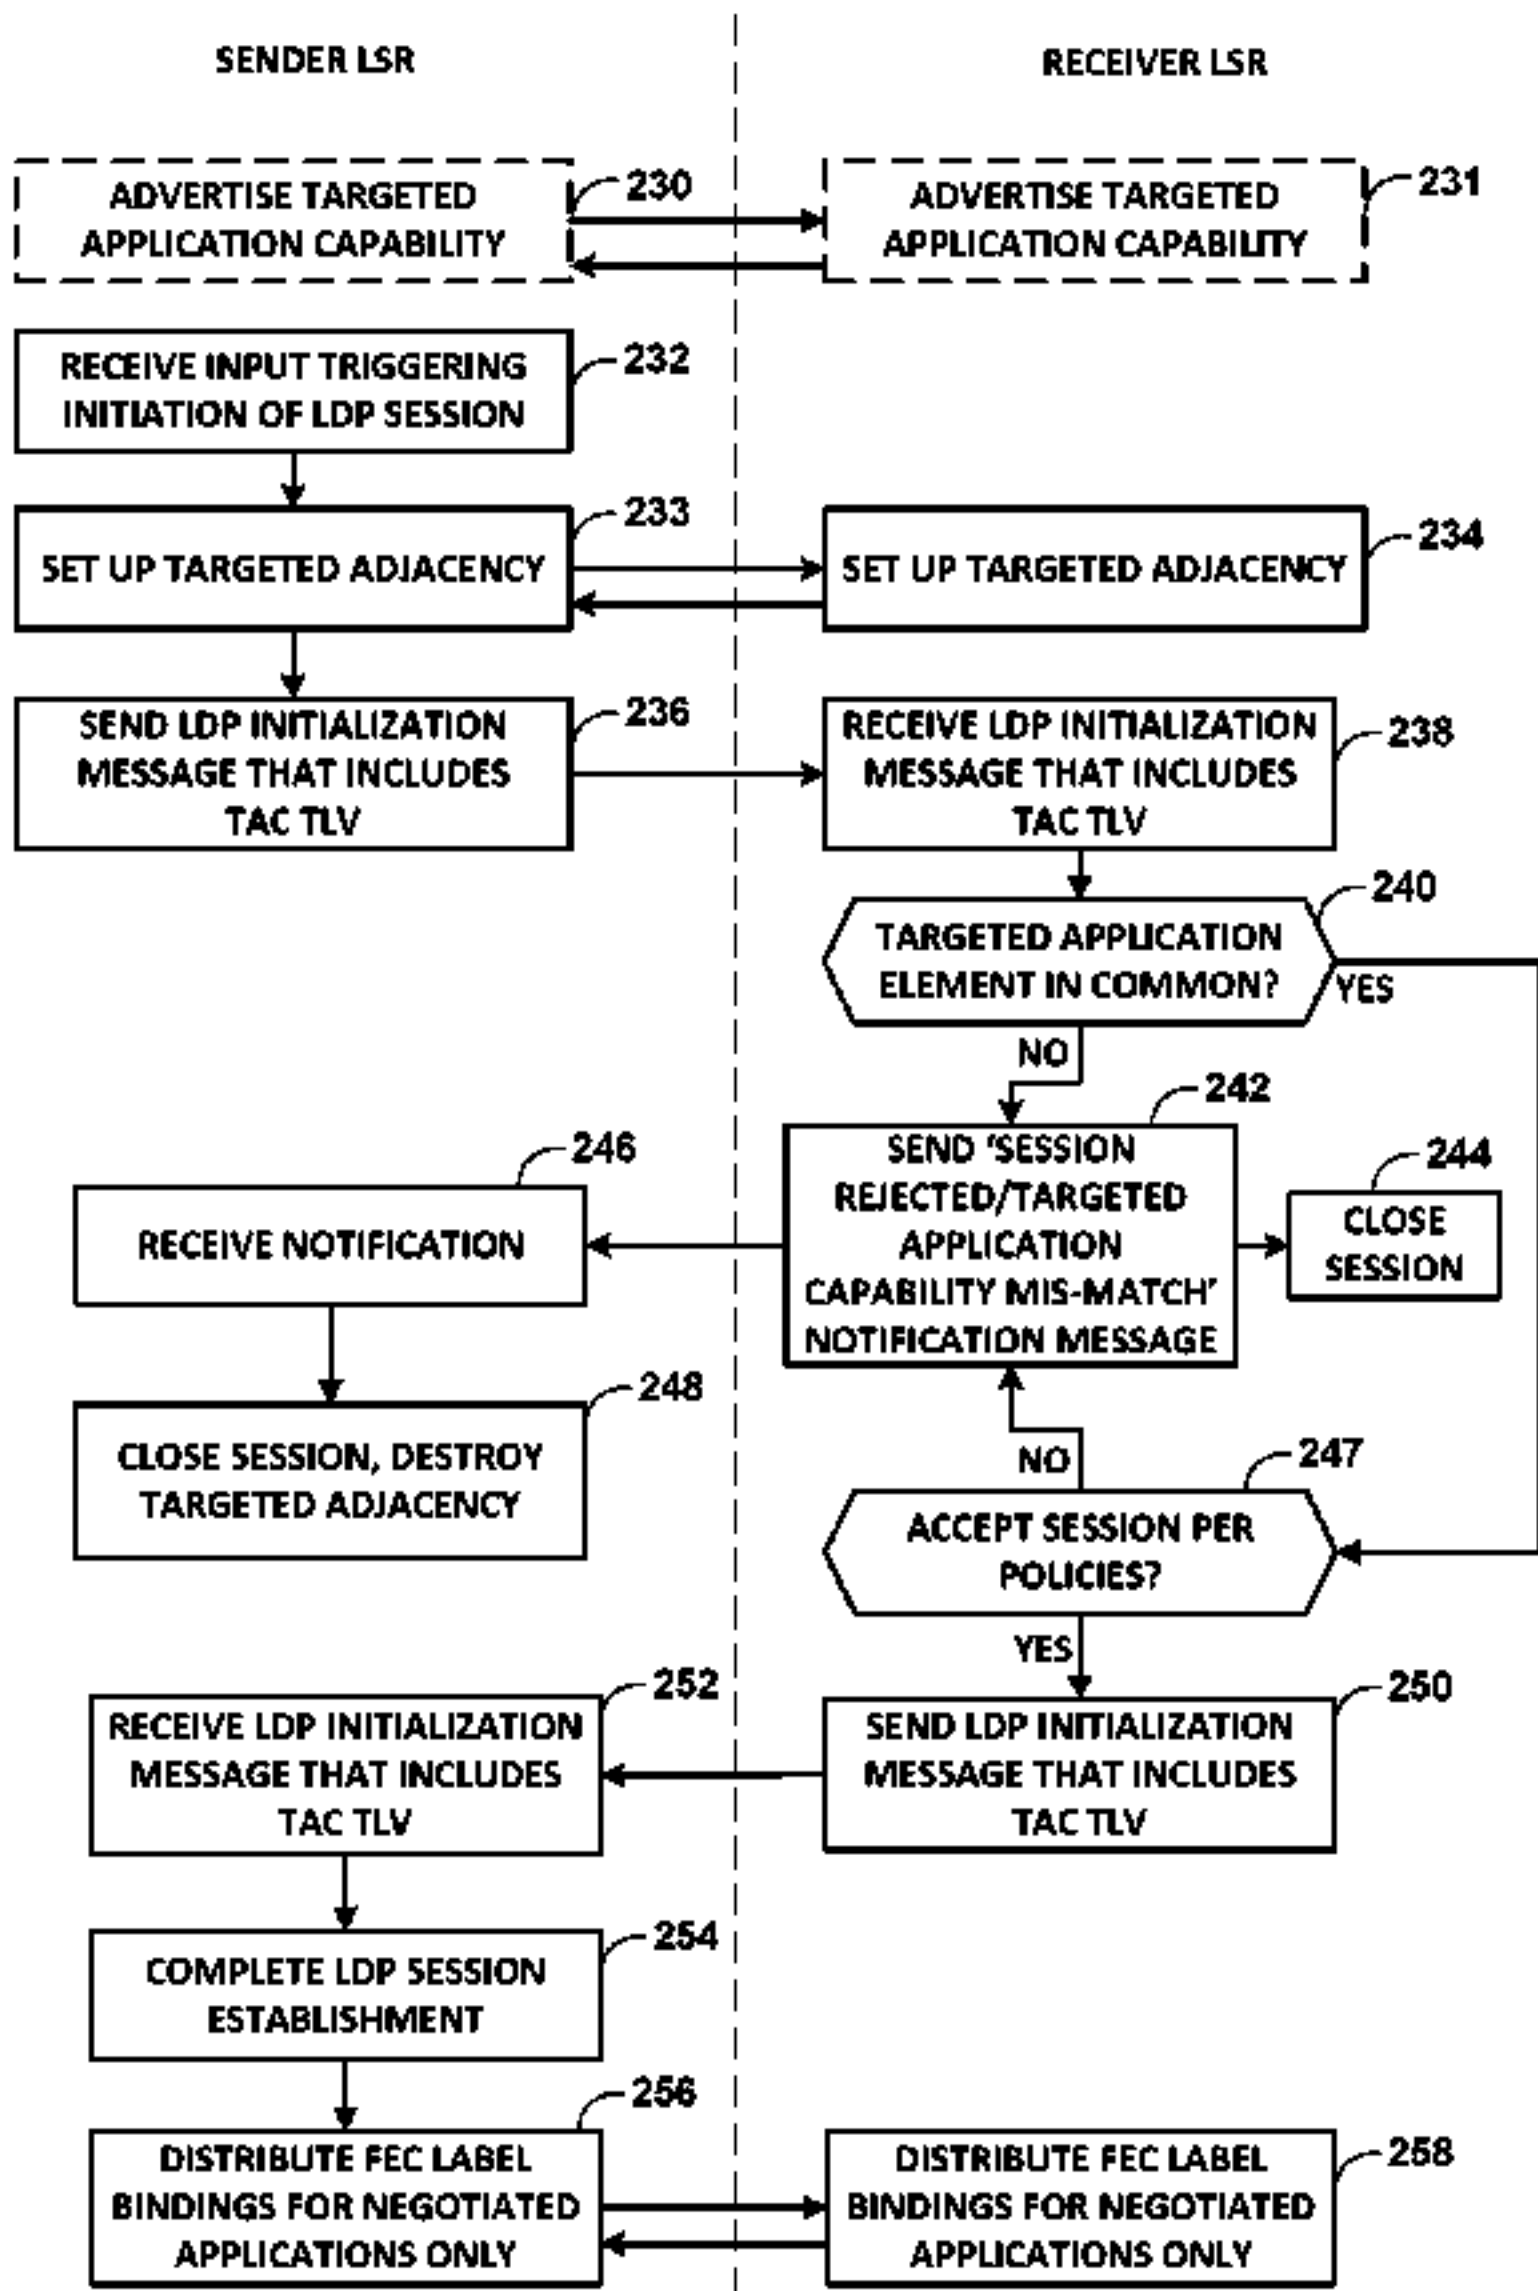 SENDER LSR
RECEIVER LSR
ADVERTISE TARGETED
APPLICATION CAPABILITY
230
ADVERTISE TARGETED
APPLICATION CAPABILITY
231
RECEIVE INPUT TRIGGERING
INITIATION OF LDP SESSION
232
SET UP TARGETED ADJACENCY
233
SET UP TARGETED ADJACENCY
234
SEND LDP INITIALIZATION
MESSAGE THAT INCLUDES
TAC TLV
236
RECEIVE LDP INITIALIZATION
MESSAGE THAT INCLUDES
TAC TLV
238
TARGETED APPLICATION
ELEMENT IN COMMON?
240
YES
NO
SEND ‘SESSION
REJECTED/TARGETED
APPLICATION
CAPABILITY MIS-MATCH’
NOTIFICATION MESSAGE
242
CLOSE
SESSION
244
RECEIVE NOTIFICATION
246
CLOSE SESSION, DESTROY
TARGETED ADJACENCY
248
NO
ACCEPT SESSION PER
POLICIES?
247
YES
SEND LDP INITIALIZATION
MESSAGE THAT INCLUDES
TAC TLV
250
RECEIVE LDP INITIALIZATION
MESSAGE THAT INCLUDES
TAC TLV
252
COMPLETE LDP SESSION
ESTABLISHMENT
254
DISTRIBUTE FEC LABEL
BINDINGS FOR NEGOTIATED
APPLICATIONS ONLY
256
DISTRIBUTE FEC LABEL
BINDINGS FOR NEGOTIATED
APPLICATIONS ONLY
258